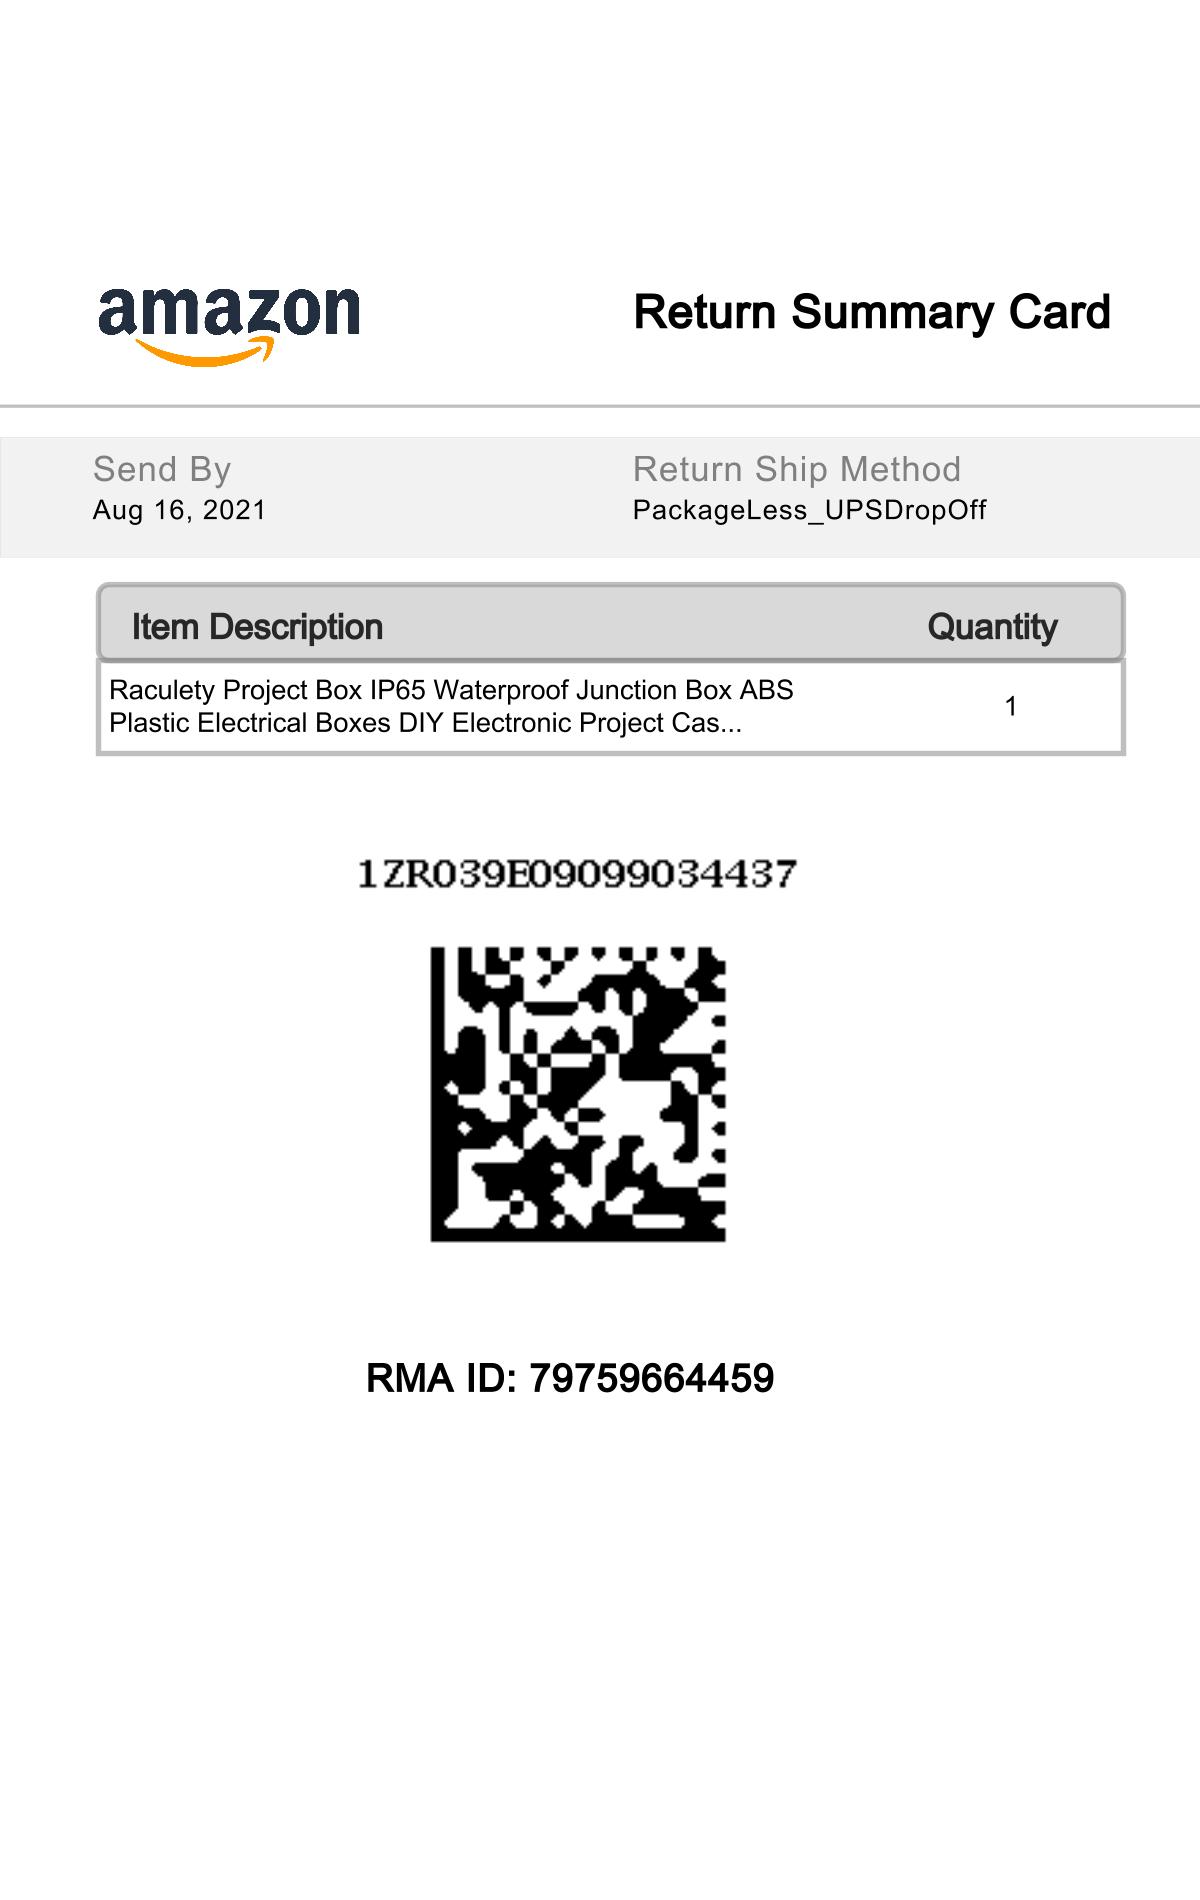 amazon
Return Summary Card
Send By
Aug 16, 2021
Return Ship Method
PackageLess_UPSDropOff
Item Description
Quantity
Raculety Project Box IP65 Waterproof Junction Box ABS
Plastic Electrical Boxes DIY Electronic Project Cas...
1
1ZR039E09099034437
RMA ID: 79759664459